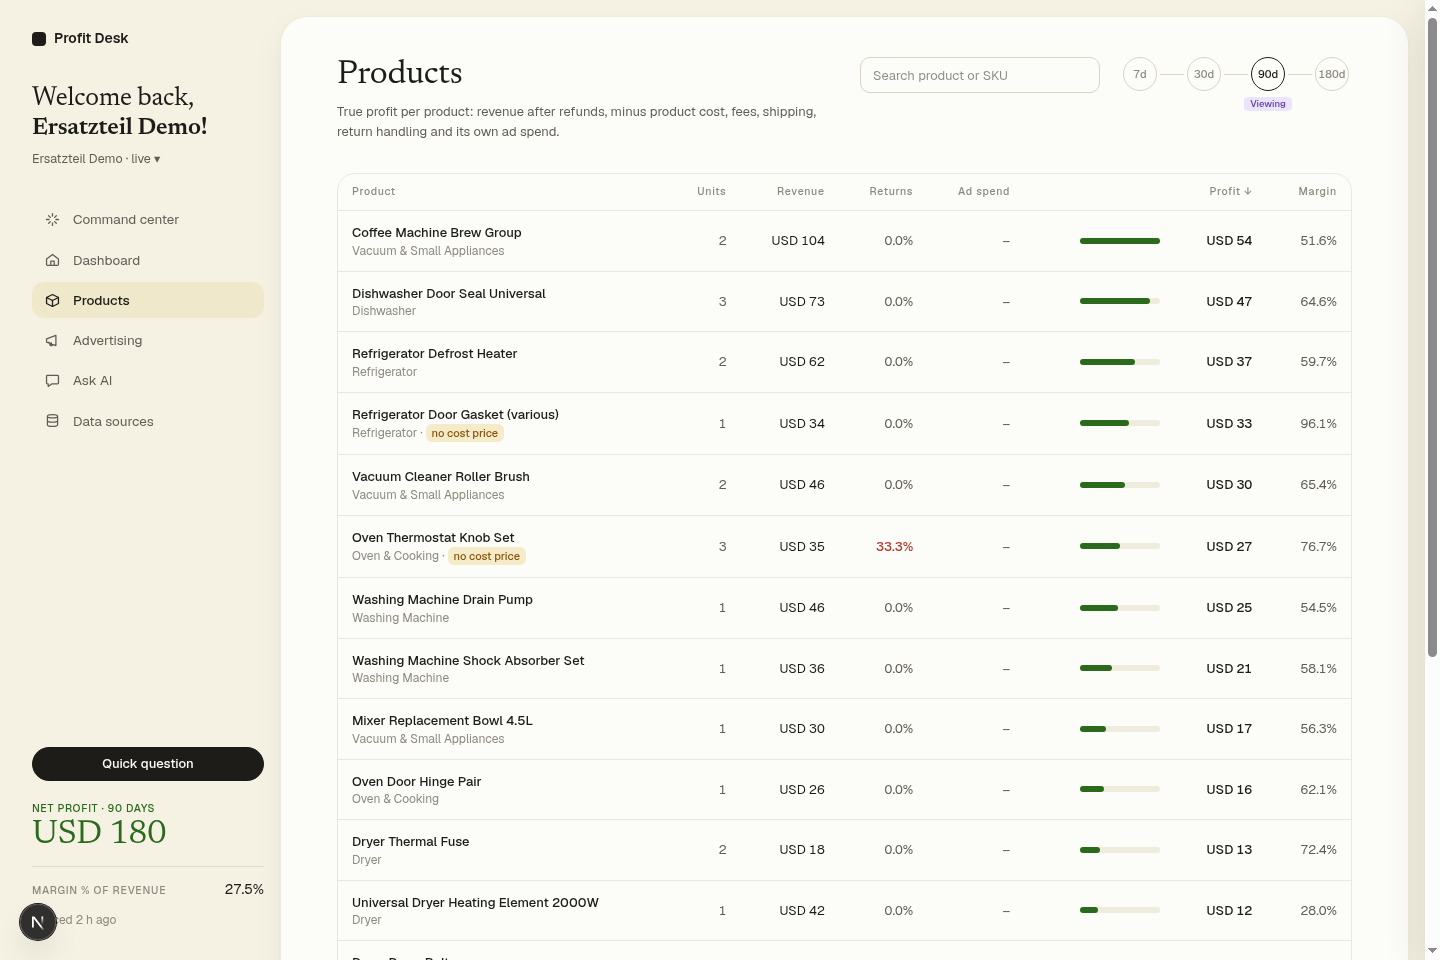 Profit Desk
Welcome back,
Ersatzteil Demo!
Ersatzteil Demo · live ▾
Command center
Dashboard
Products
Advertising
Ask AI
Data sources
Quick question
NET PROFIT · 90 DAYS
USD 180
MARGIN % OF REVENUE 27.5%
2 h ago
N
Products
True profit per product: revenue after refunds, minus product cost, fees, shipping,
return handling and its own ad spend.
Search product or SKU
7d 30d 90d 180d
Viewing
Product Units Revenue Returns Ad spend Profit ↓ Margin
Coffee Machine Brew Group
Vacuum & Small Appliances
2 USD 104 0.0% – USD 54 51.6%
Dishwasher Door Seal Universal
Dishwasher
3 USD 73 0.0% – USD 47 64.6%
Refrigerator Defrost Heater
Refrigerator
2 USD 62 0.0% – USD 37 59.7%
Refrigerator Door Gasket (various)
Refrigerator · no cost price
1 USD 34 0.0% – USD 33 96.1%
Vacuum Cleaner Roller Brush
Vacuum & Small Appliances
2 USD 46 0.0% – USD 30 65.4%
Oven Thermostat Knob Set
Oven & Cooking · no cost price
3 USD 35 33.3% – USD 27 76.7%
Washing Machine Drain Pump
Washing Machine
1 USD 46 0.0% – USD 25 54.5%
Washing Machine Shock Absorber Set
Washing Machine
1 USD 36 0.0% – USD 21 58.1%
Mixer Replacement Bowl 4.5L
Vacuum & Small Appliances
1 USD 30 0.0% – USD 17 56.3%
Oven Door Hinge Pair
Oven & Cooking
1 USD 26 0.0% – USD 16 62.1%
Dryer Thermal Fuse
Dryer
2 USD 18 0.0% – USD 13 72.4%
Universal Dryer Heating Element 2000W
Dryer
1 USD 42 0.0% – USD 12 28.0%